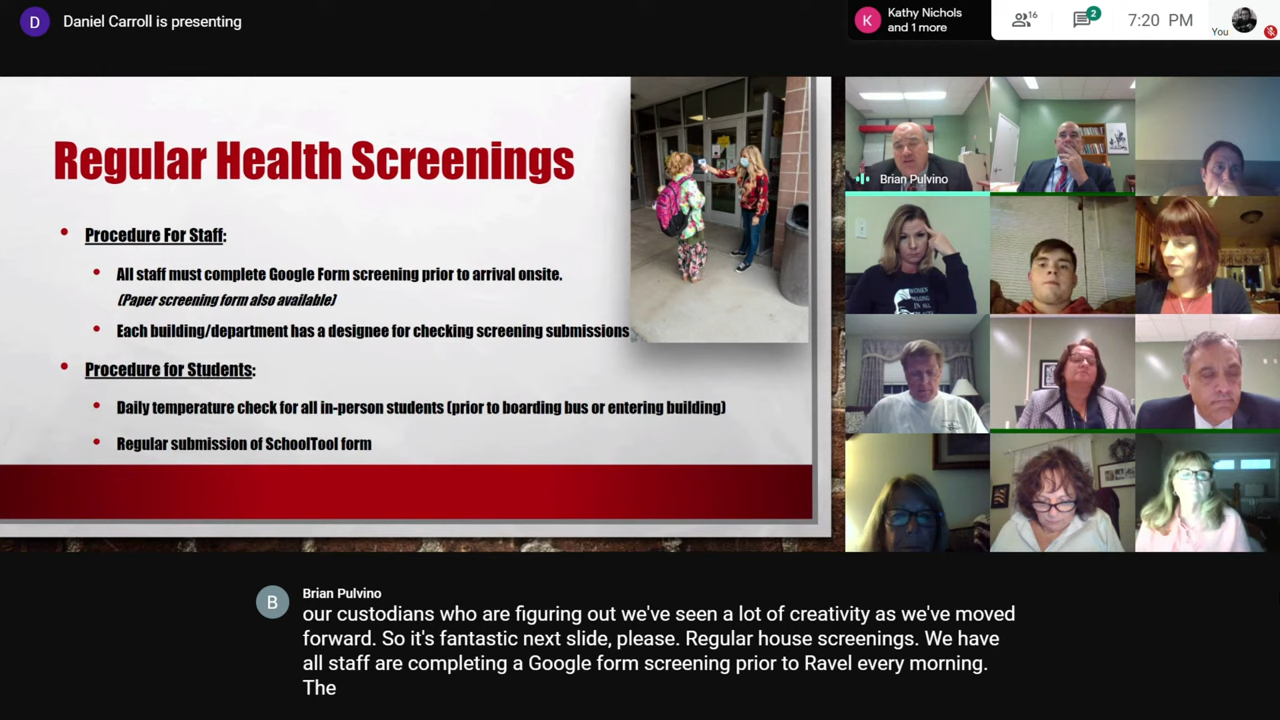 D
Daniel Carroll is presenting
K
Kathy Nichols
and 1 more
16
2
7:20 PM
You
Regular Health Screenings
Procedure For Staff:
All staff must complete Google Form screening prior to arrival onsite.
(Paper screening form also available)
Each building/department has a designee for checking screening submissions
Procedure for Students:
Daily temperature check for all in-person students (prior to boarding bus or entering building)
Regular submission of SchoolTool form
Brian Pulvino
WOMEN
BELONG
IN ALL
B
Brian Pulvino
our custodians who are figuring out we've seen a lot of creativity as we've moved
forward. So it's fantastic next slide, please. Regular house screenings. We have
all staff are completing a Google form screening prior to Ravel every morning.
The